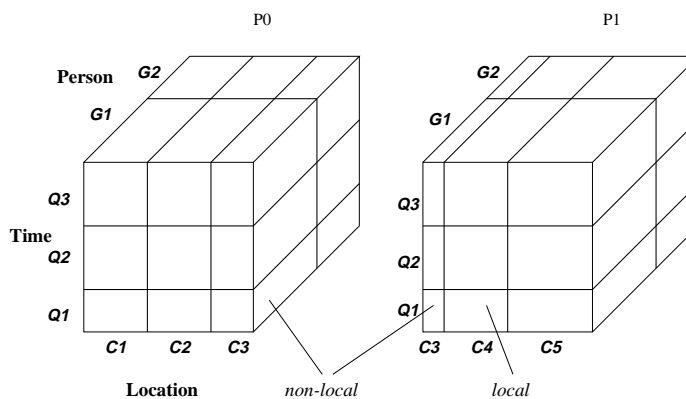 P0 P1
G2 G2
Person
G1 G1
Q3 Q3
Time
Q2 Q2
Q1 Q1
C1 C2 C3 C3 C4 C5
Location non-local local